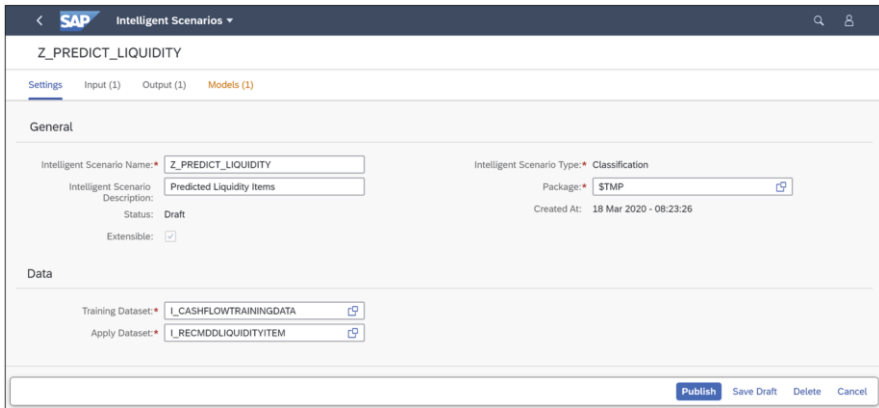 SAP Intelligent Scenarios
Z_PREDICT_LIQUIDITY
Settings Input (1) Output (1) Models (1)
General
Intelligent Scenario Name:* Z_PREDICT_LIQUIDITY Intelligent Scenario Type:* Classification
Intelligent Scenario Predicted Liquidity Items Package:* $TMP
Description:
Status: Draft Created At: 18 Mar 2020 - 08:23:26
Extensible:
Data
Training Dataset:* I_CASHFLOWTRAININGDATA
Apply Dataset:* I_RECMDDLIQUIDITYITEM
Publish Save Draft Delete Cancel